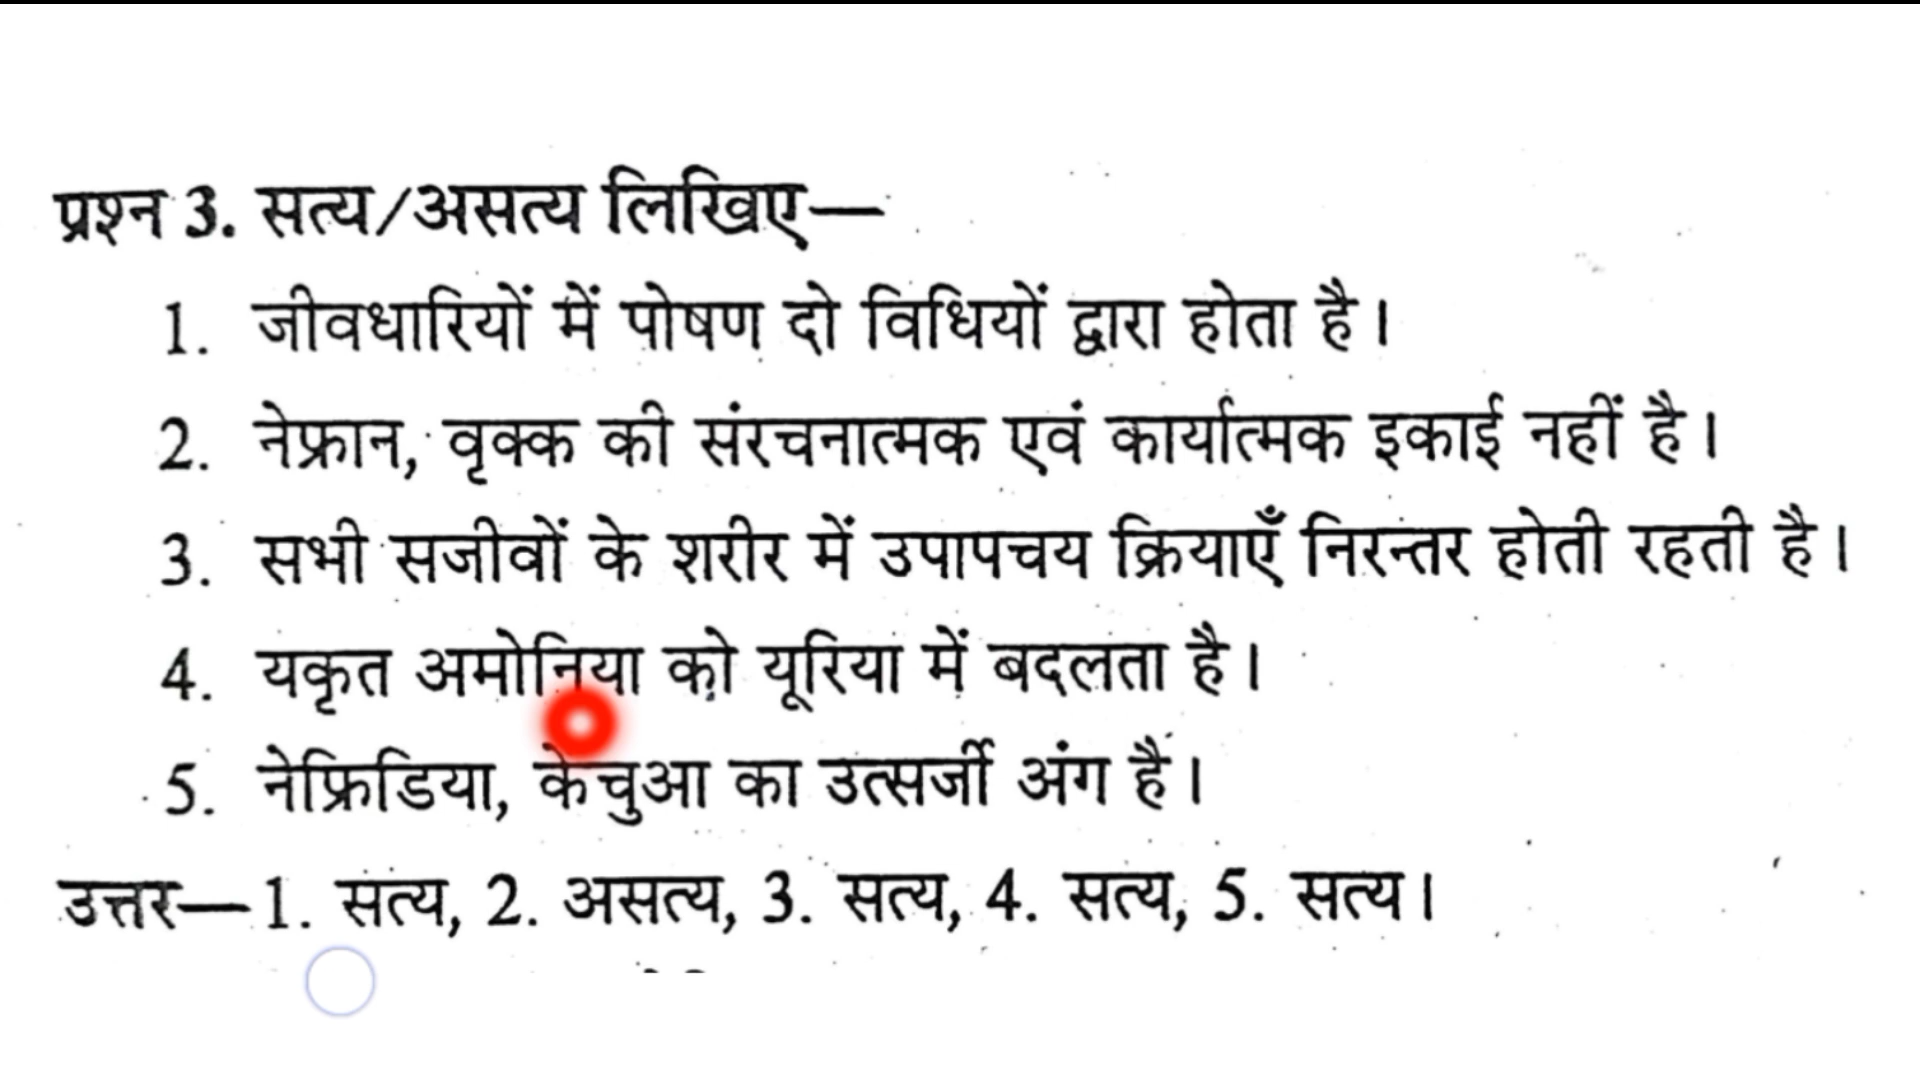 प्रश्न 3. सत्य/असत्य लिखिए—
1. जीवधारियों में पोषण दो विधियों द्वारा होता है।
2. नेफ्रान, वृक्क की संरचनात्मक एवं कार्यात्मक इकाई नहीं है।
3. सभी सजीवों के शरीर में उपापचय क्रियाएँ निरन्तर होती रहती है।
4. यकृत अमोनिया को यूरिया में बदलता है।
5. नेफ्रिडिया, केचुआ का उत्सर्जी अंग है।
उत्तर—1. सत्य, 2. असत्य, 3. सत्य, 4. सत्य, 5. सत्य।